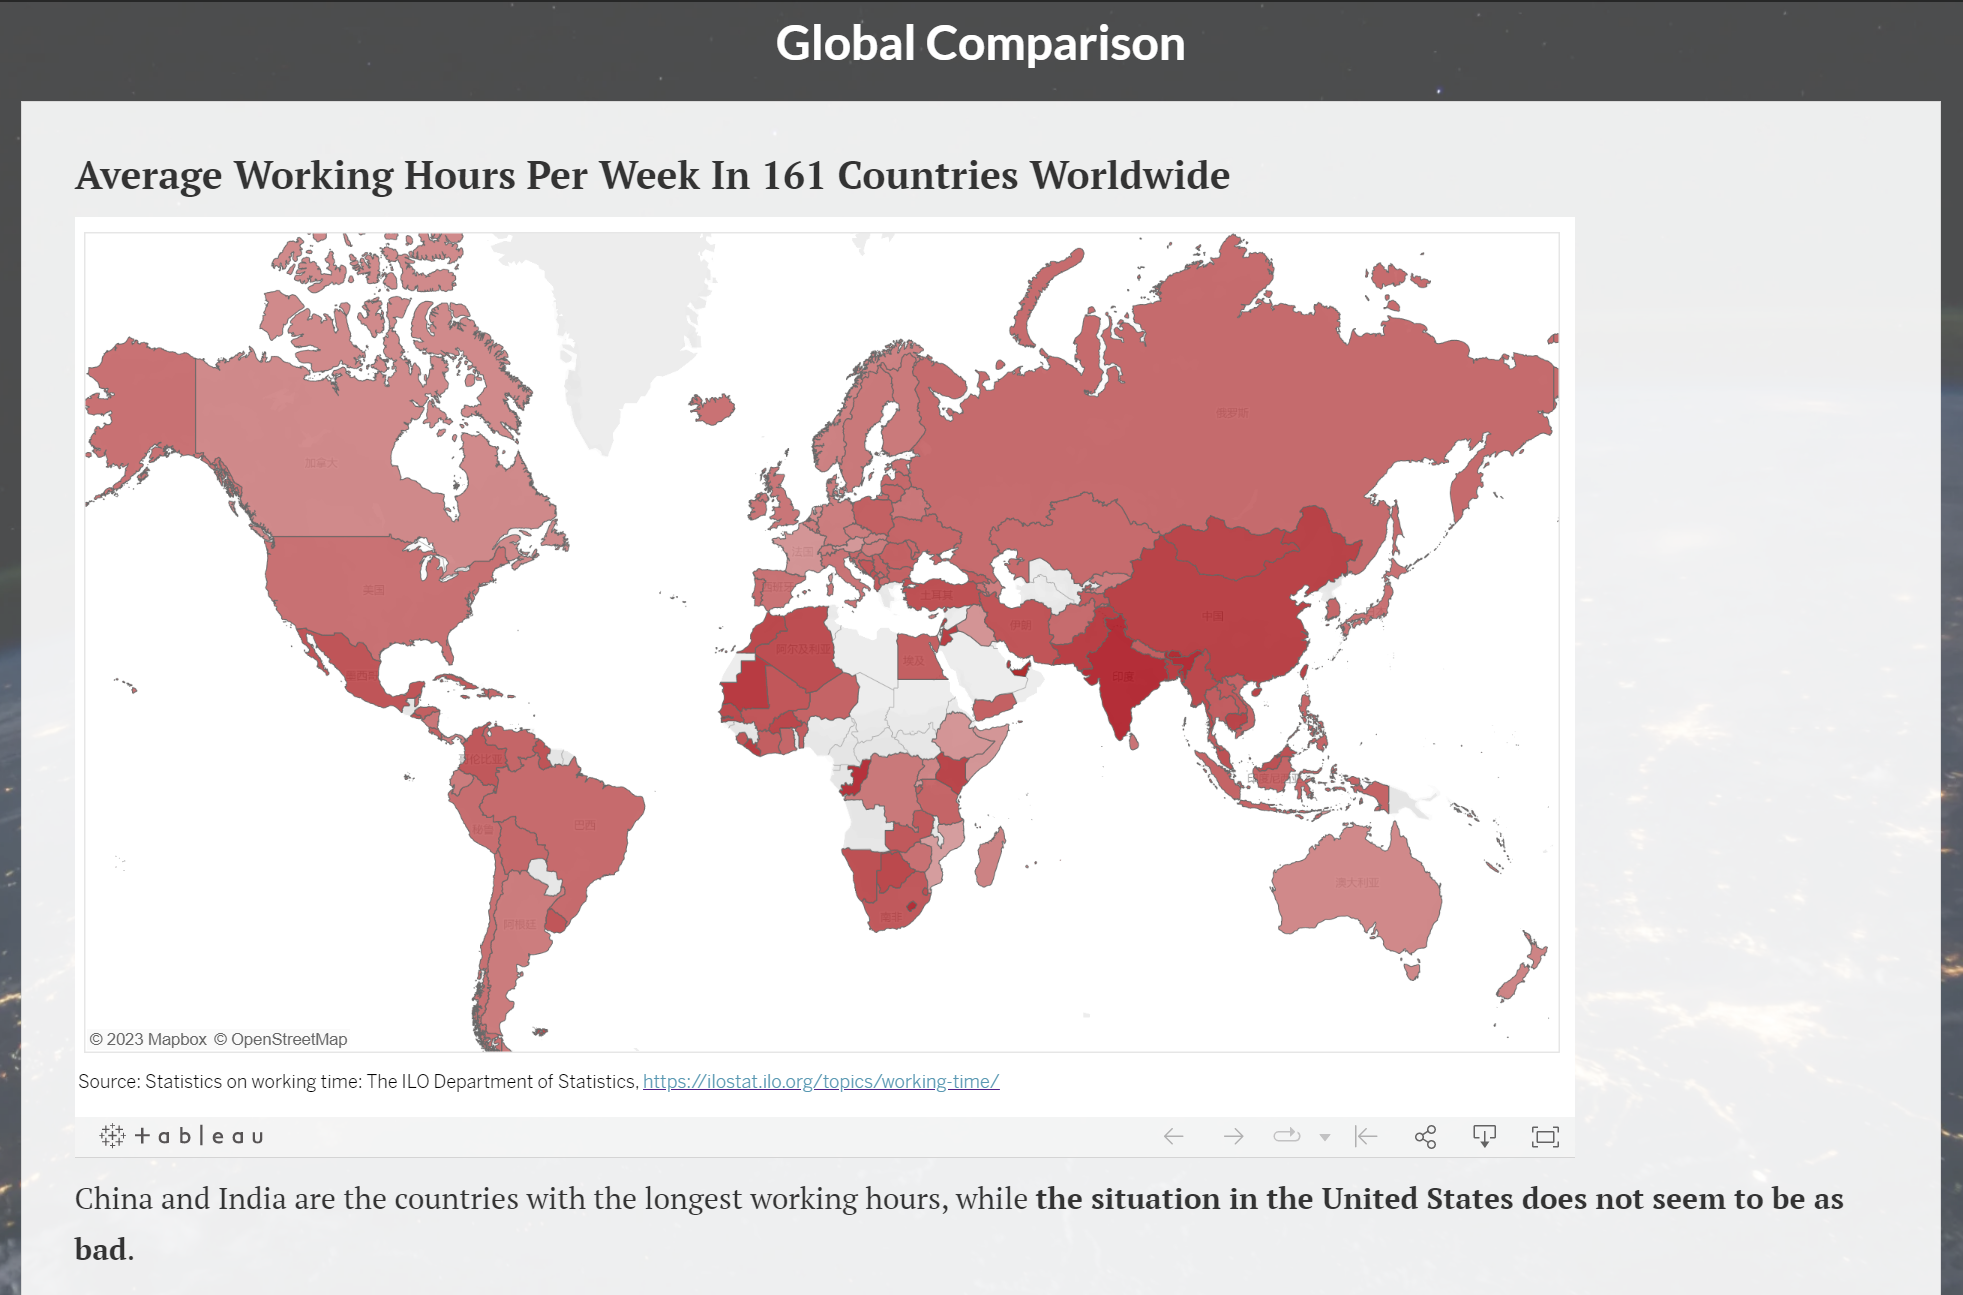 Global Comparison
Average Working Hours Per Week In 161 Countries Worldwide
俄罗斯
加拿大
法国
美国
西班牙
土耳其
中国
伊朗
阿尔及利亚
埃及
墨西哥
印度
哥伦比亚
印度尼西亚
巴西
秘鲁
澳大利亚
南非
阿根廷
© 2023 Mapbox © OpenStreetMap
Source: Statistics on working time: The ILO Department of Statistics, https://ilostat.ilo.org/topics/working-time/
+ableau
China and India are the countries with the longest working hours, while the situation in the United States does not seem to be as
bad.